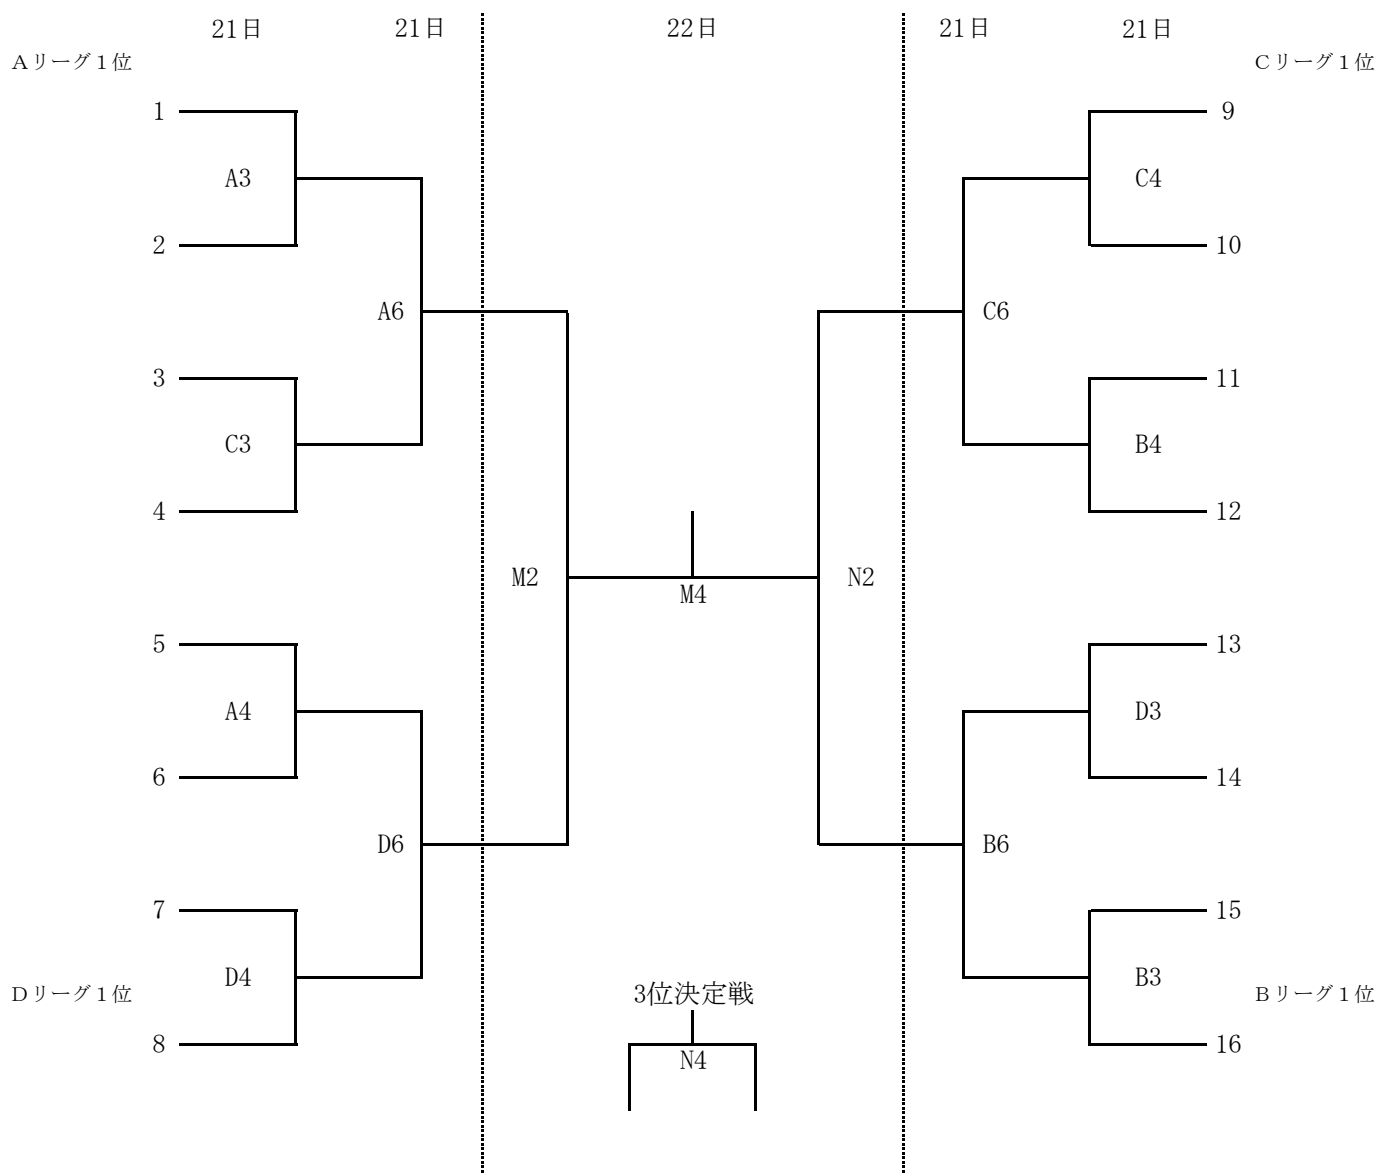 21日 21日 22日 21日 21日
Aリーグ１位 Cリーグ１位
1 9
A3 C4
2 10
A6 C6
3 11
C3 B4
4 12
M2 N2
M4
5 13
A4 D3
6 14
D6 B6
7 15
D4 B3
Dリーグ１位 3位決定戦 Bリーグ１位
8 16
N4